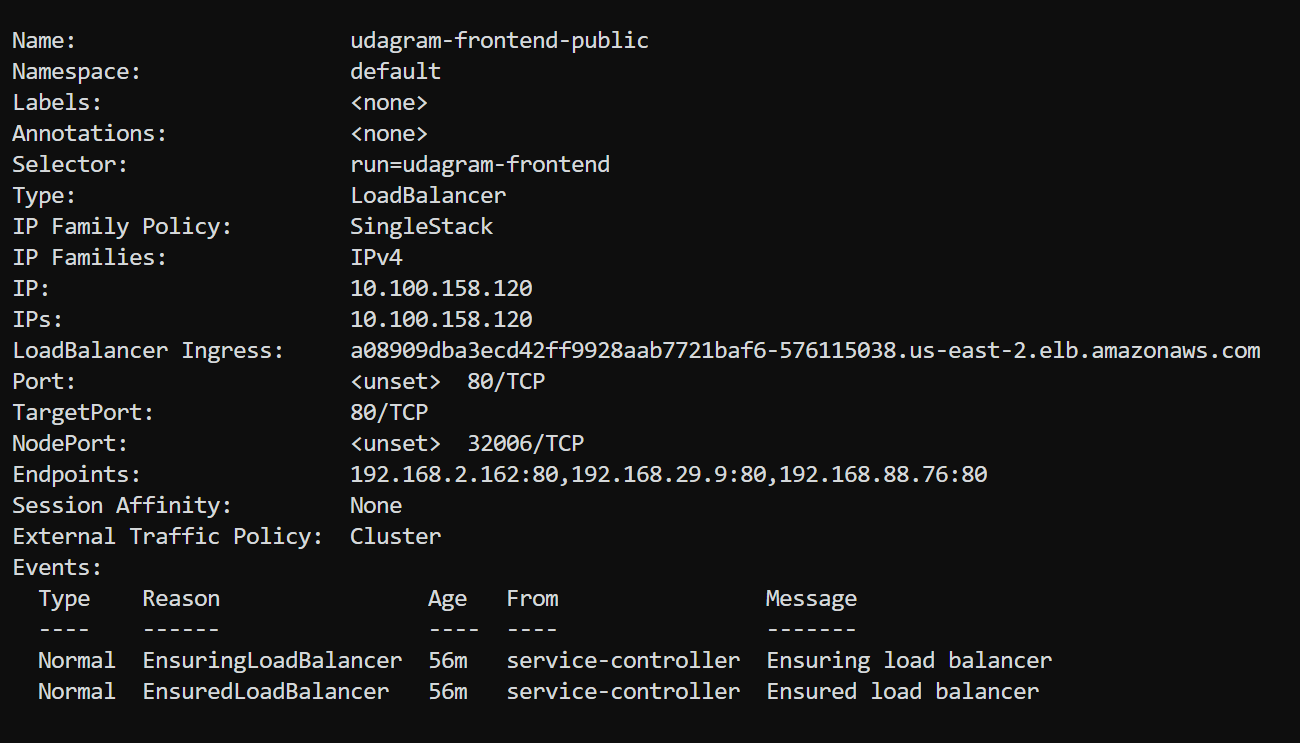 Name:                     udagram-frontend-public
Namespace:                default
Labels:                   <none>
Annotations:              <none>
Selector:                 run=udagram-frontend
Type:                     LoadBalancer
IP Family Policy:         SingleStack
IP Families:              IPv4
IP:                       10.100.158.120
IPs:                      10.100.158.120
LoadBalancer Ingress:     a08909dba3ecd42ff9928aab7721baf6-576115038.us-east-2.elb.amazonaws.com
Port:                     <unset>  80/TCP
TargetPort:               80/TCP
NodePort:                 <unset>  32006/TCP
Endpoints:                192.168.2.162:80,192.168.29.9:80,192.168.88.76:80
Session Affinity:         None
External Traffic Policy:  Cluster
Events:
  Type    Reason                Age   From                Message
  ----    ------                ----  ----                -------
  Normal  EnsuringLoadBalancer  56m   service-controller  Ensuring load balancer
  Normal  EnsuredLoadBalancer   56m   service-controller  Ensured load balancer